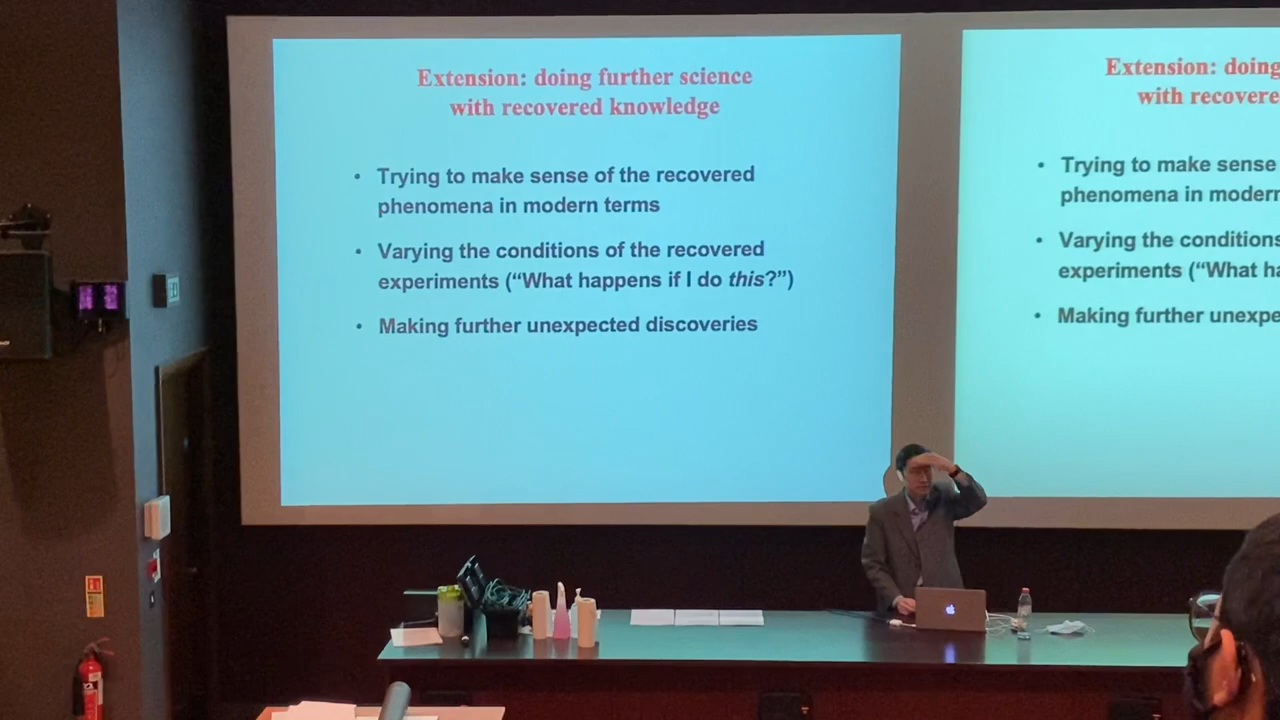 Extension: doing further science
with recovered knowledge
• Trying to make sense of the recovered
phenomena in modern terms
• Varying the conditions of the recovered
experiments (“What happens if I do this?”)
• Making further unexpected discoveries
Extension: doing
with recovere
• Trying to make sense
phenomena in modern
• Varying the conditions
experiments (“What ha
• Making further unexpe